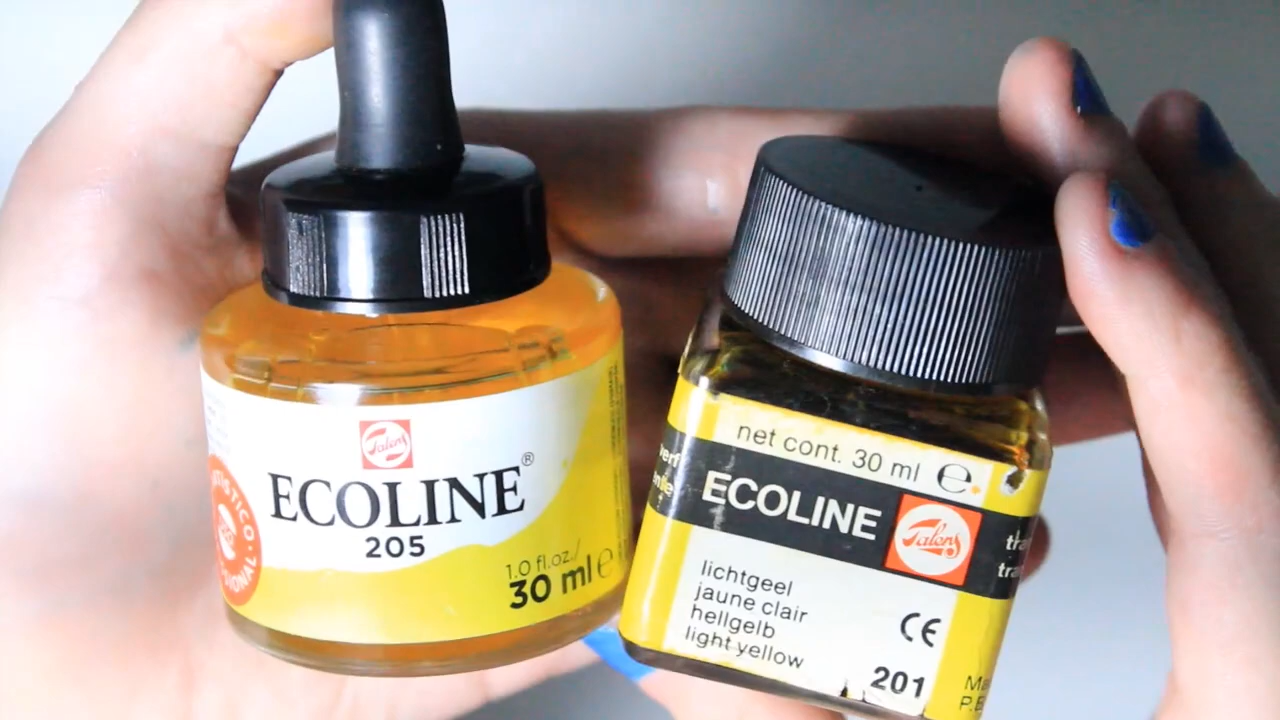 Talens
ECOLINE®
205
1.0 fl.oz./
30 ml e
net cont. 30 ml e
ECOLINE
Talens
lichtgeel
jaune clair
hellgelb
light yellow
CE
201
P.B